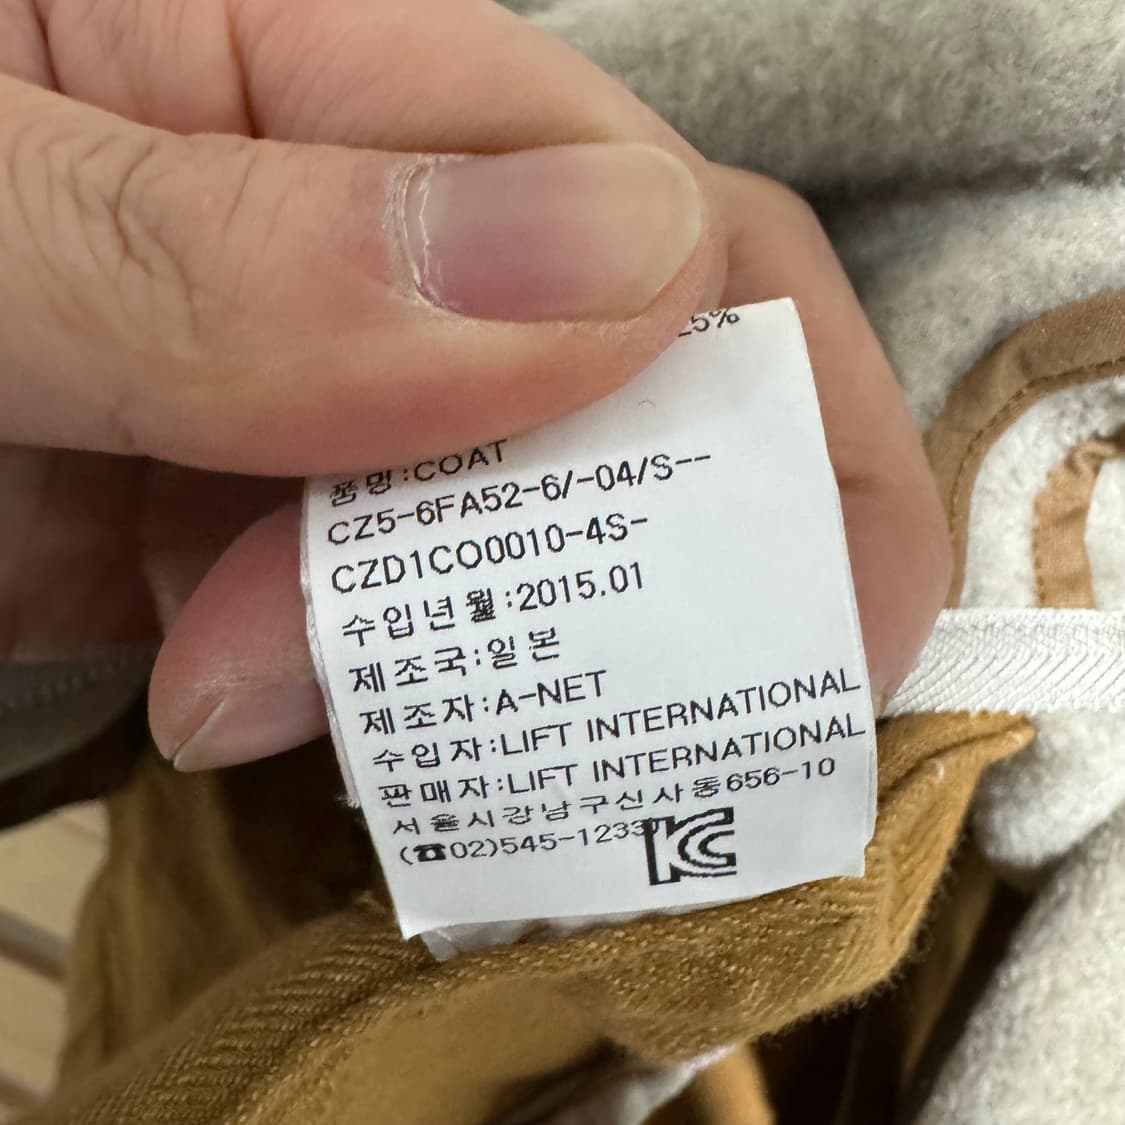 25%
품명:COAT
CZ5-6FA52-6/-04/S--
CZD1CO0010-4S-
수입년월:2015.01
제조국:일본
제조자:A-NET
수입자:LIFT INTERNATIONAL
판매자:LIFT INTERNATIONAL
서울시강남구신사동656-10
(☎02)545-1233)
KC